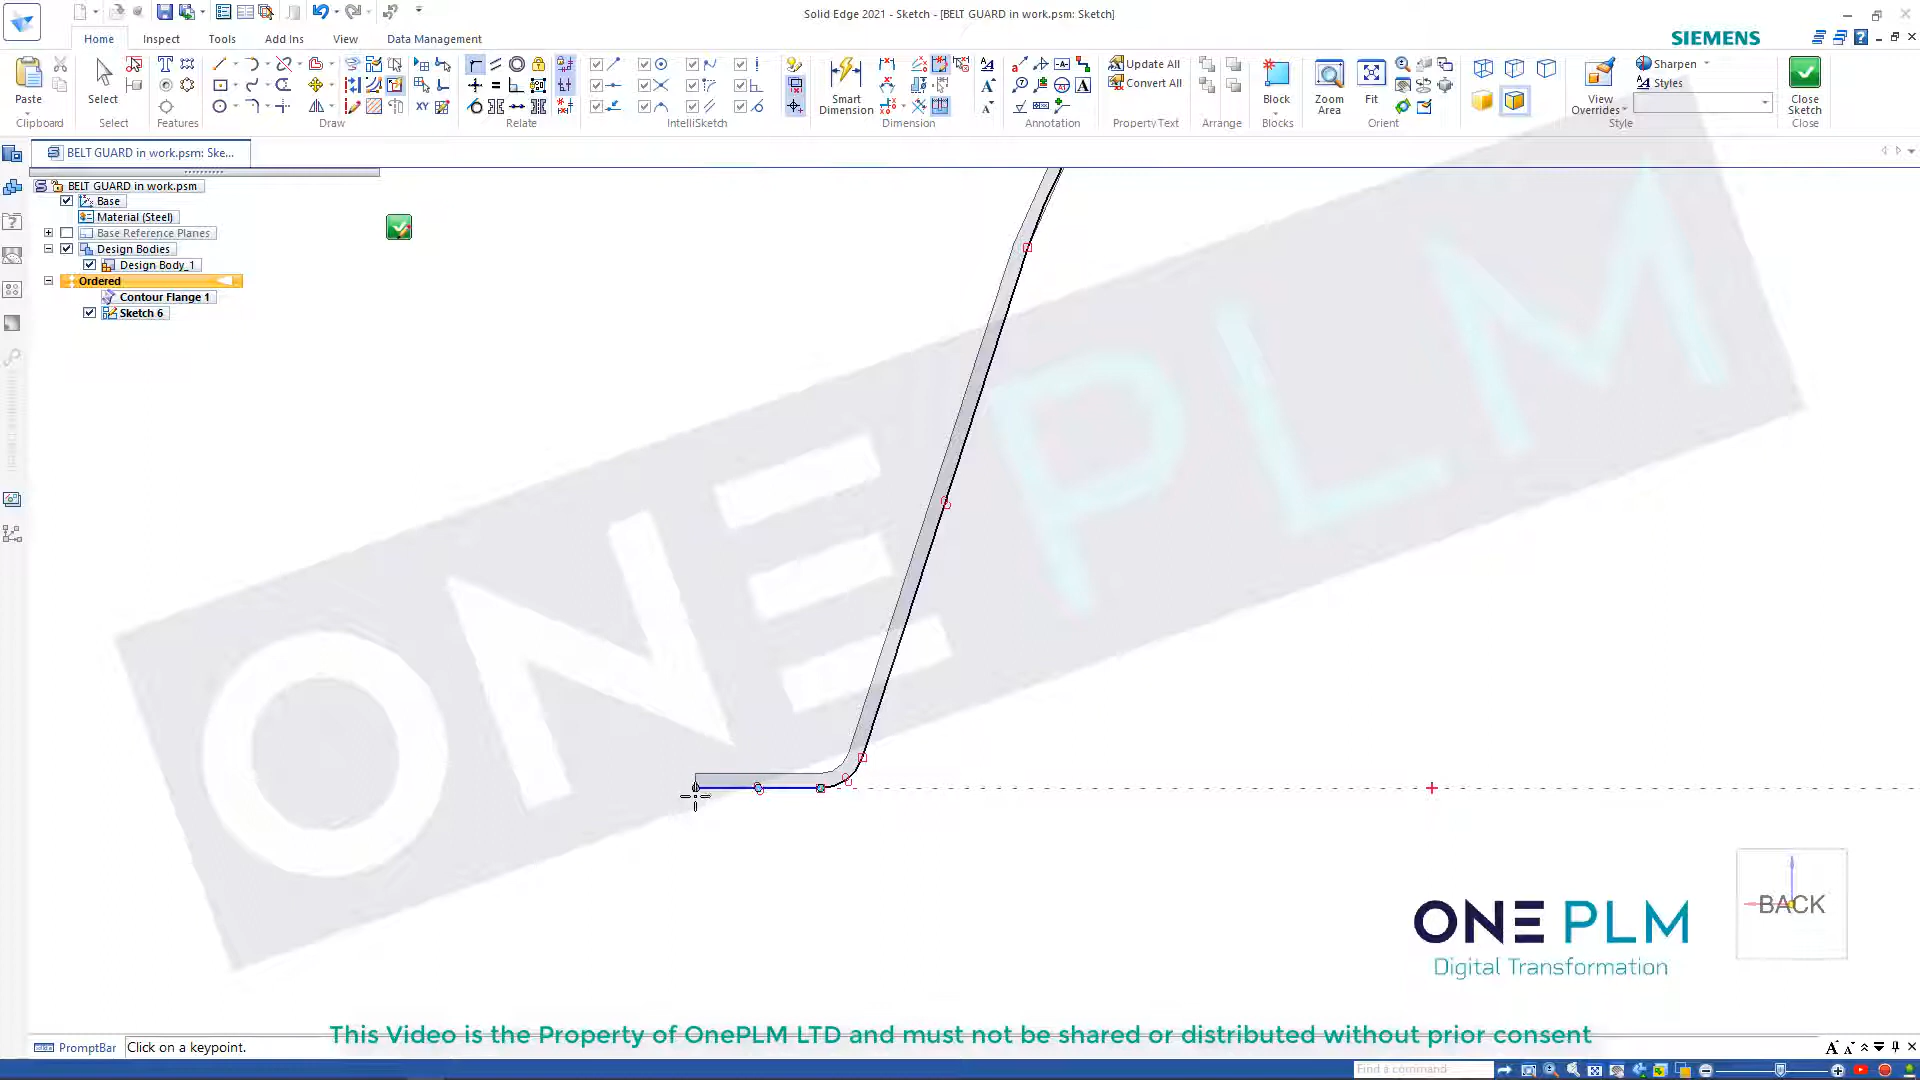 Solid Edge 2021 - Sketch - [BELT GUARD in work.psm: Sketch]
Home Inspect Tools Add Ins View Data Management
SIEMENS
Paste
Clipboard
Select
Select
Features
Draw
Relate
IntelliSketch
Smart Dimension
Dimension
Annotation
Update All
Convert All
Property Text
Arrange
Block
Blocks
Zoom Area
Fit
Orient
View Overrides
Sharpen
Styles
Style
Close Sketch
Close
BELT GUARD in work.psm: Ske...
BELT GUARD in work.psm
Base
Material (Steel)
Base Reference Planes
Design Bodies
Design Body_1
Ordered
Contour Flange 1
Sketch 6
ONE PLM
BACK
ONE PLM
Digital Transformation
This Video is the Property of OnePLM LTD and must not be shared or distributed without prior consent
PromptBar
Click on a keypoint.
Find a command